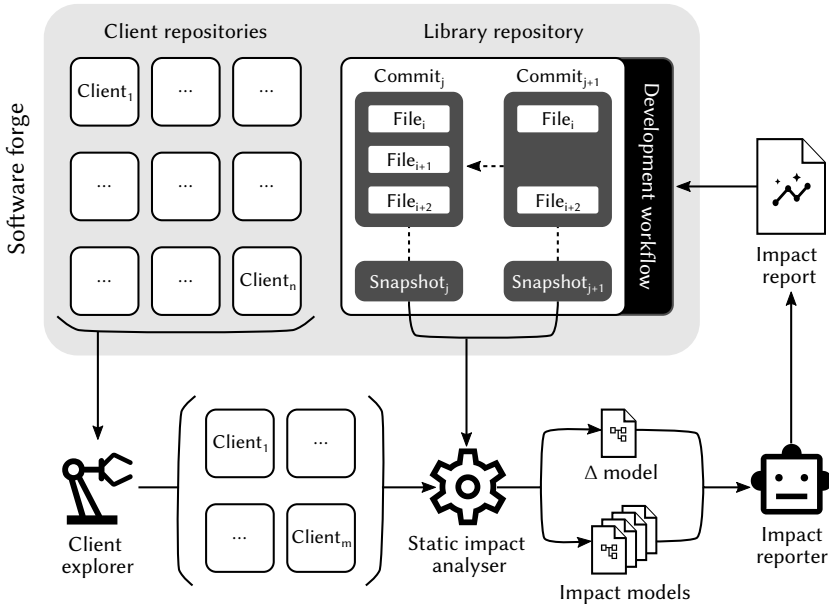 Software forge
Client repositories
Client₁
...
...
...
...
...
...
...
Clientₙ
Library repository
Commitⱼ
Fileᵢ
Fileᵢ₊₁
Fileᵢ₊₂
Snapshotⱼ
Commitⱼ₊₁
Fileᵢ
Fileᵢ₊₂
Snapshotⱼ₊₁
Development workflow
Impact
report
Client
explorer
Client₁
...
...
Clientₘ
Static impact
analyser
Δ model
Impact models
Impact
reporter